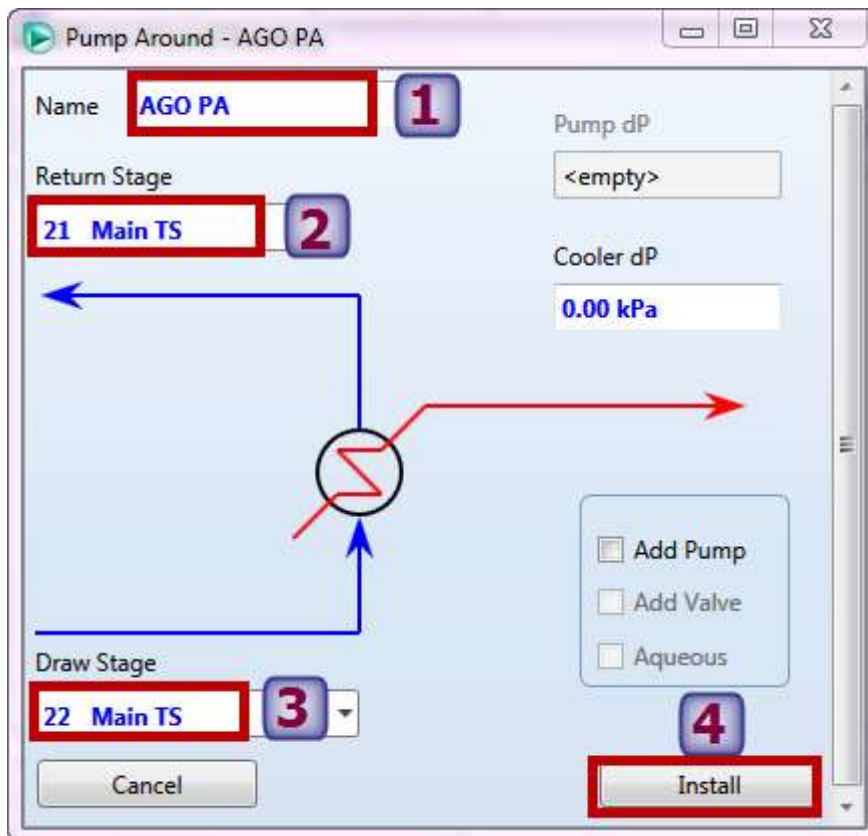 Pump Around - AGO PA
Name AGO PA 1
Pump dP
<empty>
Return Stage
21 Main TS 2
Cooler dP
0.00 kPa
Add Pump
Add Valve
Aqueous
Draw Stage
22 Main TS 3
4
Cancel Install